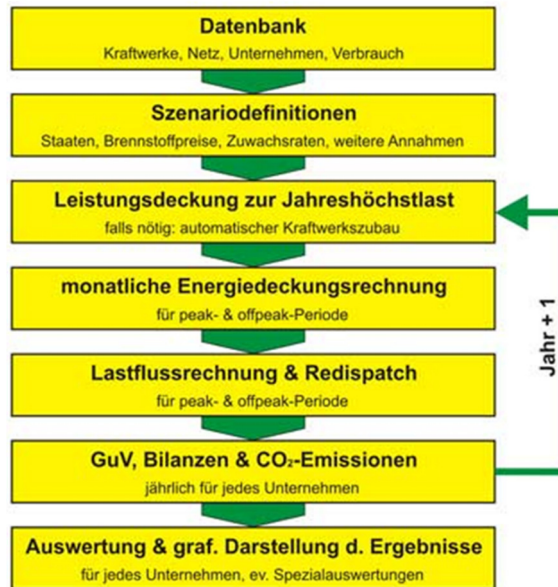 Datenbank
Kraftwerke, Netz, Unternehmen, Verbrauch
Szenariodefinitionen
Staaten, Brennstoffpreise, Zuwachsraten, weitere Annahmen
Leistungsdeckung zur Jahreshöchstlast
falls nötig: automatischer Kraftwerkszubau
monatliche Energiedeckungsrechnung
für peak- & offpeak-Periode
Lastflussrechnung & Redispatch
für peak- & offpeak-Periode
GuV, Bilanzen & CO₂-Emissionen
jährlich für jedes Unternehmen
Auswertung & graf. Darstellung d. Ergebnisse
für jedes Unternehmen, ev. Spezialauswertungen
Jahr + 1